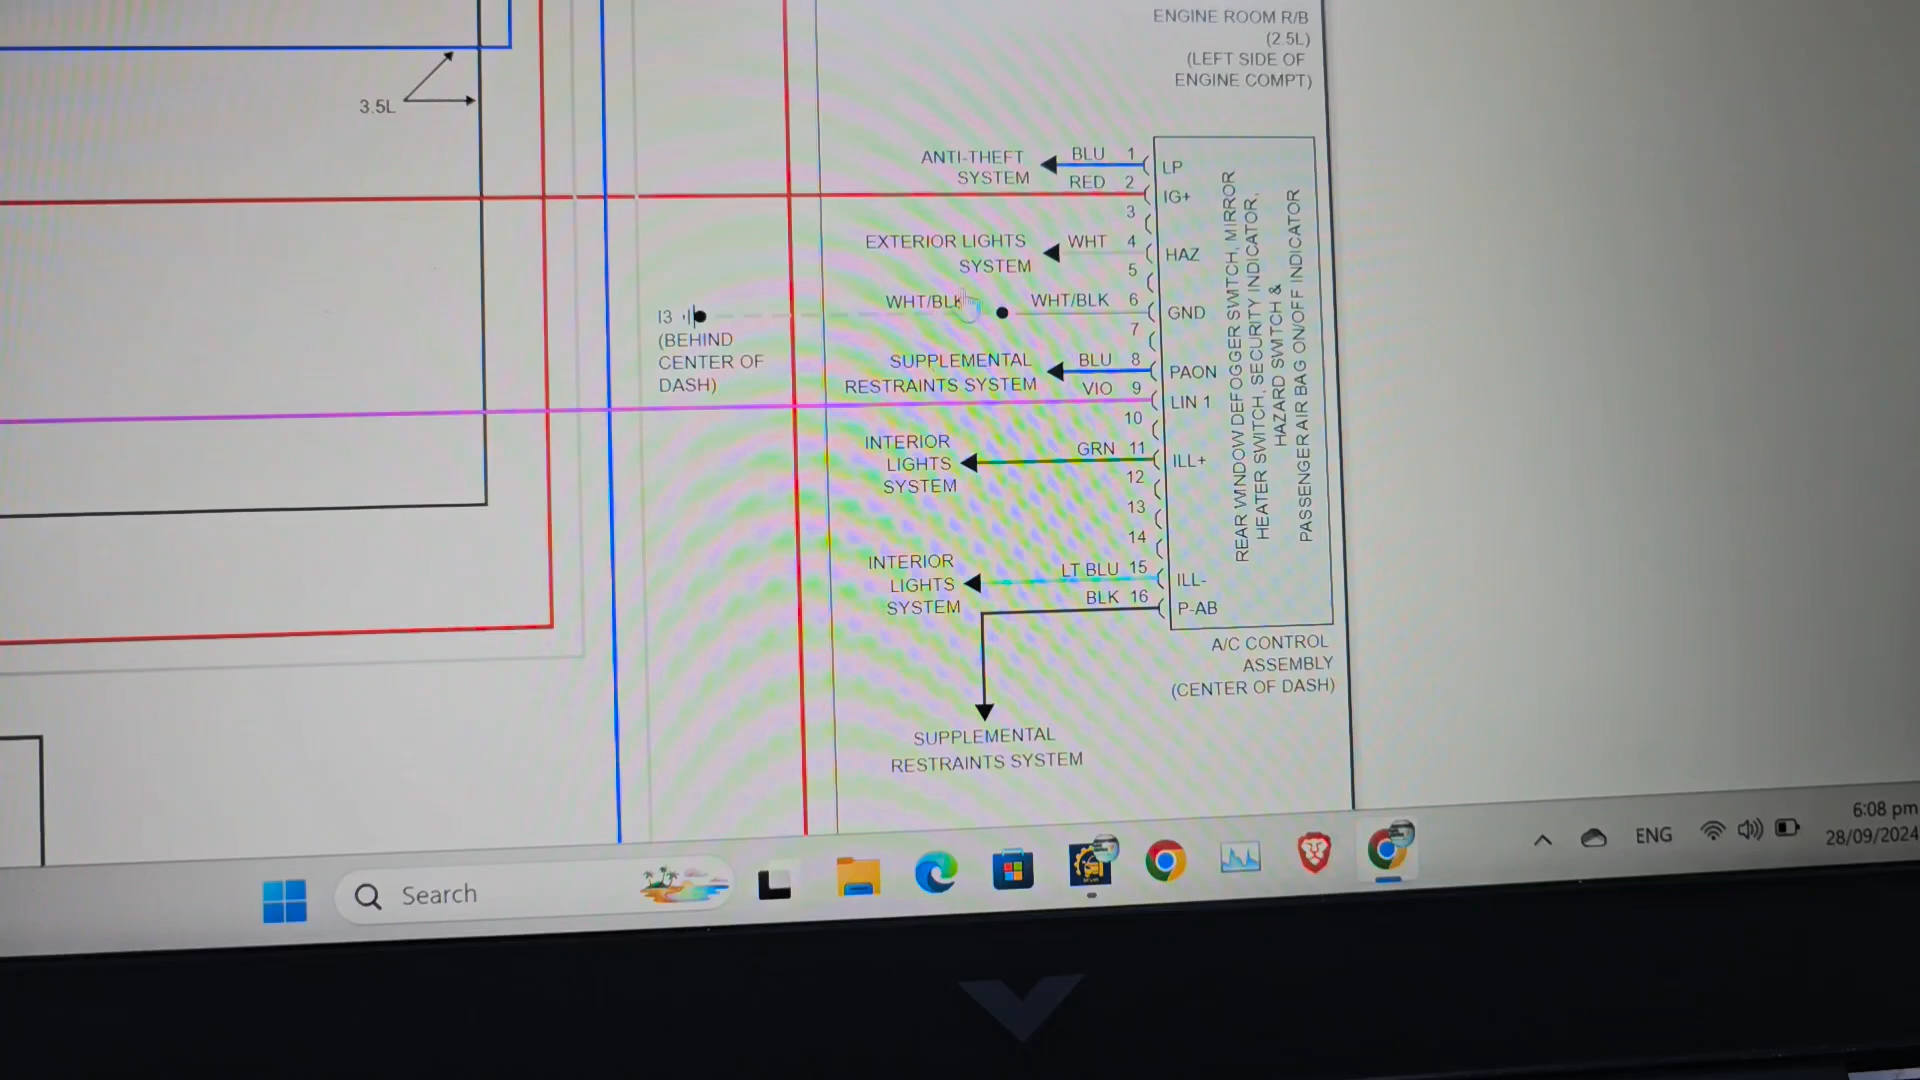 ENGINE ROOM R/B
(2.5L)
(LEFT SIDE OF
ENGINE COMPT)
3.5L
ANTI-THEFT
SYSTEM
BLU 1
LP
RED 2
IG+
3
EXTERIOR LIGHTS
SYSTEM
WHT 4
HAZ
5
I3
(BEHIND
CENTER OF
DASH)
WHT/BLK
WHT/BLK 6
GND
7
SUPPLEMENTAL
RESTRAINTS SYSTEM
BLU 8
PAON
VIO 9
LIN 1
10
INTERIOR
LIGHTS
SYSTEM
GRN 11
ILL+
12
13
14
INTERIOR
LIGHTS
SYSTEM
LT BLU 15
ILL-
BLK 16
P-AB
REAR WINDOW DEFOGGER SWITCH, MIRROR
HEATER SWITCH, SECURITY INDICATOR,
HAZARD SWITCH &
PASSENGER AIR BAG ON/OFF INDICATOR
A/C CONTROL
ASSEMBLY
(CENTER OF DASH)
SUPPLEMENTAL
RESTRAINTS SYSTEM
Search
ENG
6:08 pm
28/09/2024